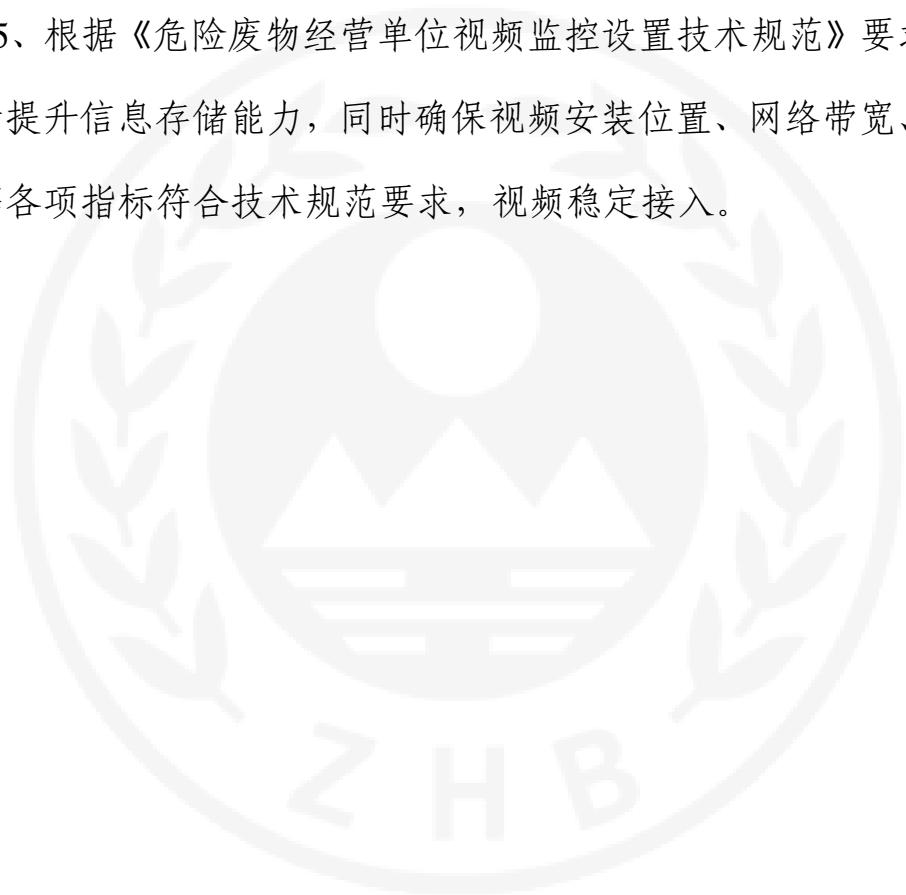 5、根据《危险废物经营单位视频监控设置技术规范》要
提升信息存储能力，同时确保视频安装位置、网络带宽、
各项指标符合技术规范要求，视频稳定接入。
ZHB